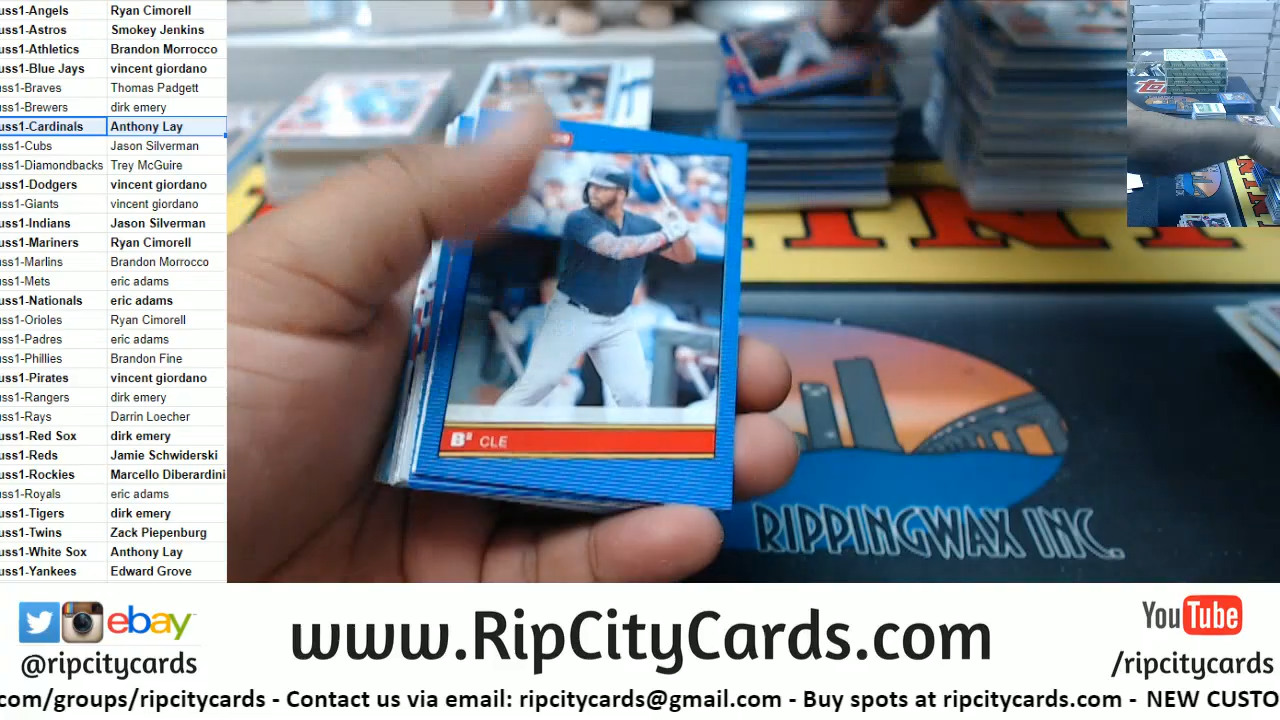 uss1-Angels Ryan Cimorell
uss1-Astros Smokey Jenkins
uss1-Athletics Brandon Morrocco
uss1-Blue Jays vincent giordano
uss1-Braves Thomas Padgett
uss1-Brewers dirk emery
uss1-Cardinals Anthony Lay
uss1-Cubs Jason Silverman
uss1-Diamondbacks Trey McGuire
uss1-Dodgers vincent giordano
uss1-Giants vincent giordano
uss1-Indians Jason Silverman
uss1-Mariners Ryan Cimorell
uss1-Marlins Brandon Morrocco
uss1-Mets eric adams
uss1-Nationals eric adams
uss1-Orioles Ryan Cimorell
uss1-Padres eric adams
uss1-Phillies Brandon Fine
uss1-Pirates vincent giordano
uss1-Rangers dirk emery
uss1-Rays Darrin Loecher
uss1-Red Sox dirk emery
uss1-Reds Jamie Schwiderski
uss1-Rockies Marcello Diberardini
uss1-Royals eric adams
uss1-Tigers dirk emery
uss1-Twins Zack Piepenburg
uss1-White Sox Anthony Lay
uss1-Yankees Edward Grove
CLE
RIPPINGWAX INC.
ebay
@ripcitycards
www.RipCityCards.com
YouTube
/ripcitycards
com/groups/ripcitycards - Contact us via email: ripcitycards@gmail.com - Buy spots at ripcitycards.com - NEW CUSTO